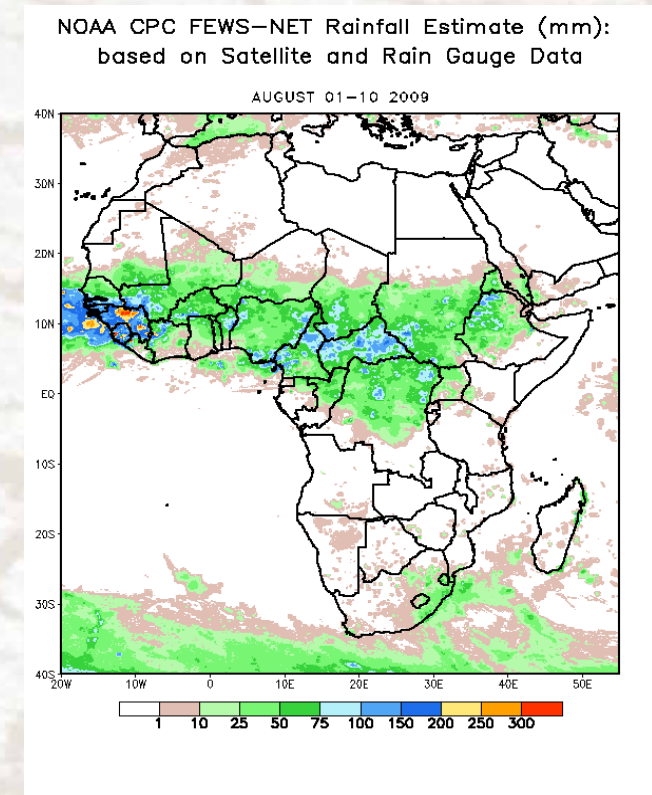 NOAA CPC FEWS-NET Rainfall Estimate (mm):
based on Satellite and Rain Gauge Data
AUGUST 01-10 2009
40N
30N
20N
10N
EQ
10S
20S
30S
40S
20W 10W 0 10E 20E 30E 40E 50E
1 10 25 50 75 100 150 200 250 300